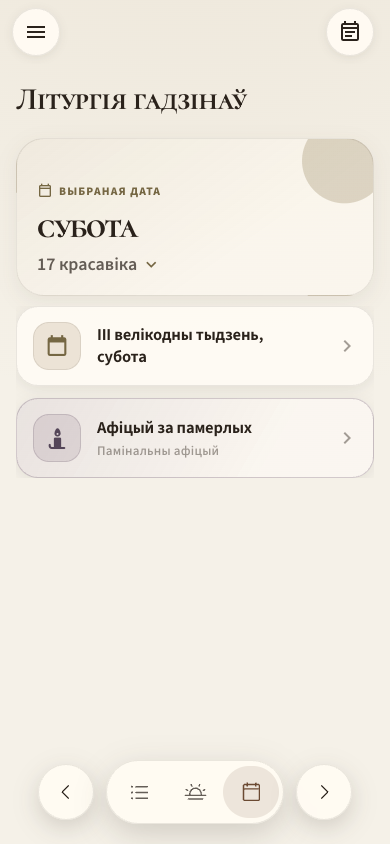 Літургія гадзінаў
ВЫБРАНАЯ ДАТА
СУБОТА
17 красавіка
III велікодны тыдзень,
субота
Афіцый за памерлых
Памінальны афіцый